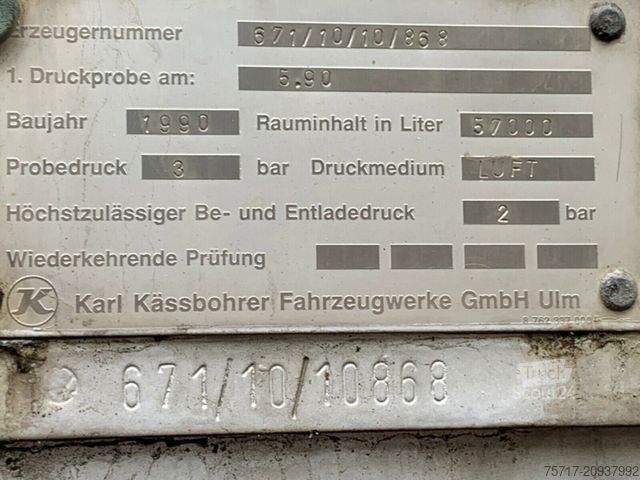 Erzeugernummer 671/10/10/868
1. Druckprobe am: 5.90
Baujahr 1990 Rauminhalt in Liter 57000
Probedruck 3 bar Druckmedium LUFT
Höchstzulässiger Be- und Entladedruck 2 bar
Wiederkehrende Prüfung
K Karl Kässbohrer Fahrzeugwerke GmbH Ulm
671/10/10868
Truck
75717-20937992